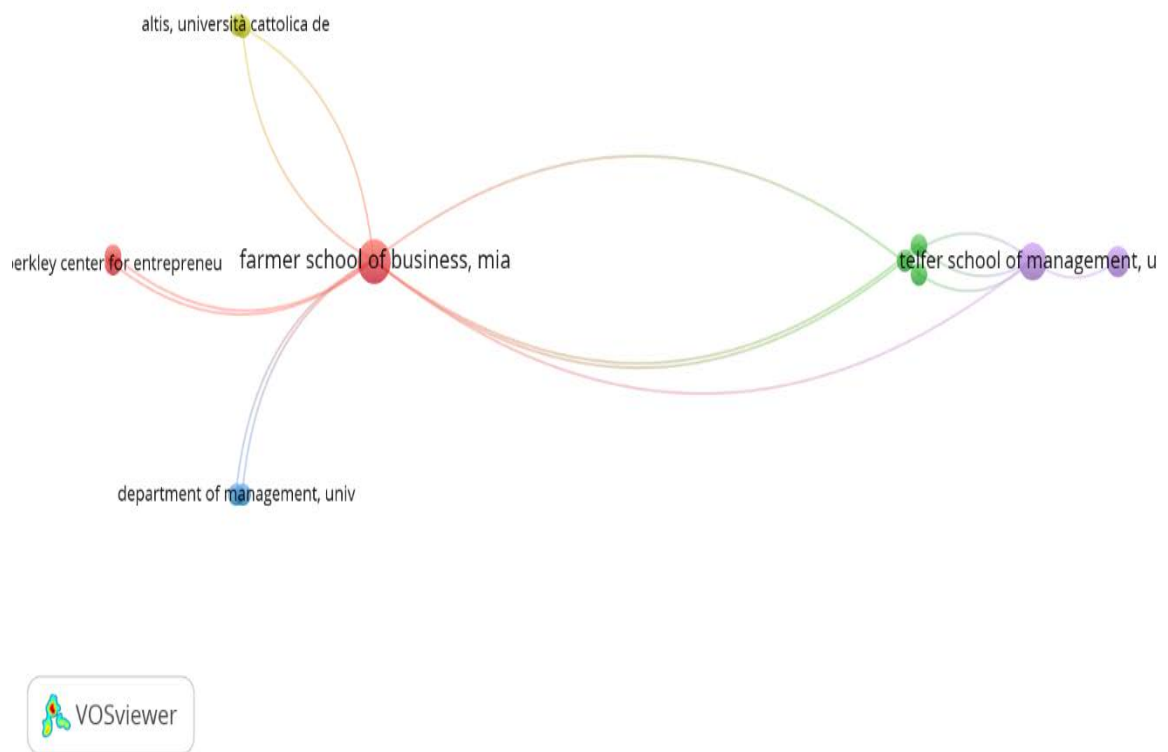 altis, università cattolica de
erkley center for entrepreneu
farmer school of business, mia
telfer school of management, u
department of management, univ
VOSviewer